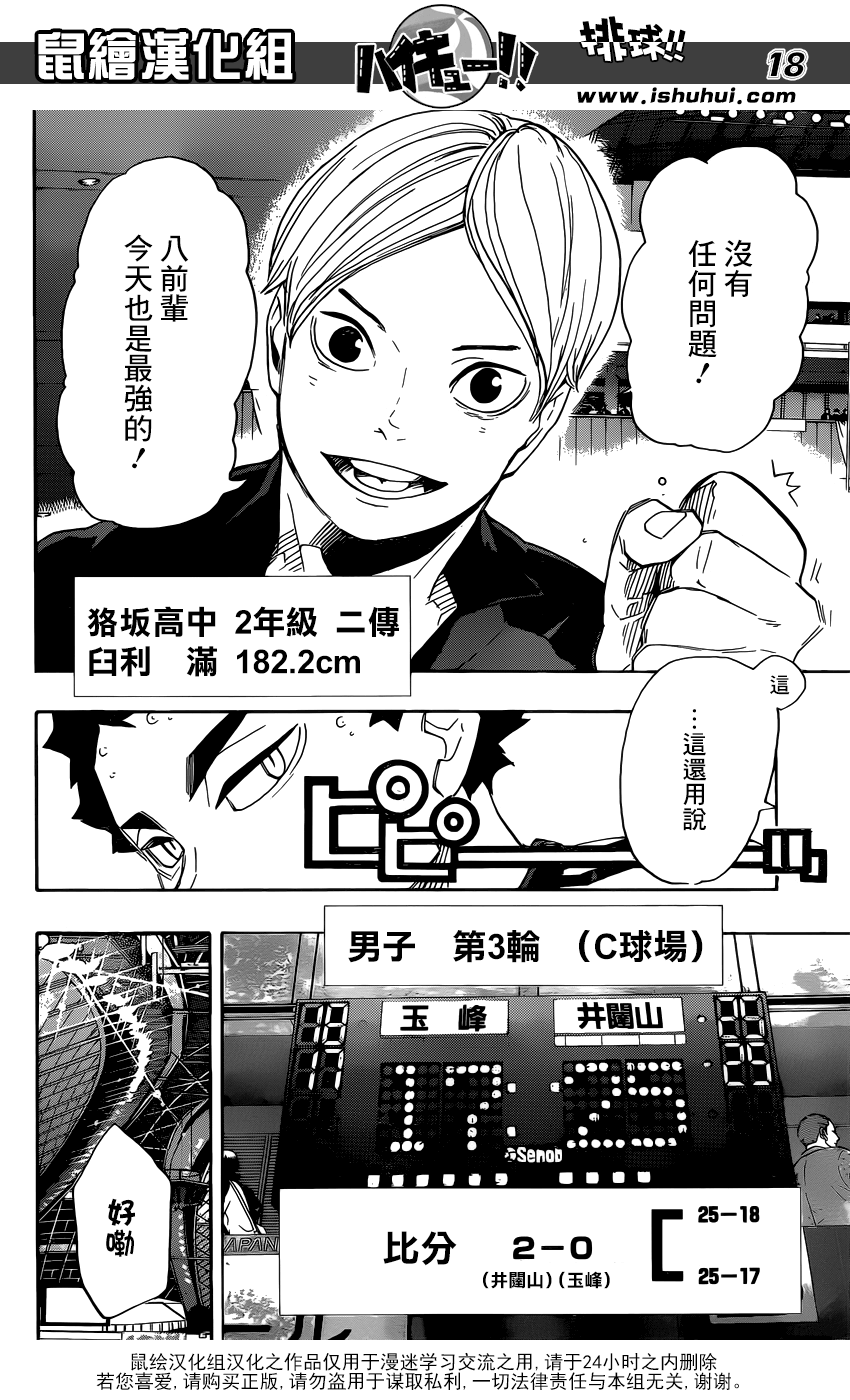 鼠繪漢化組
ハイキュー!!
排球!!
18
www.ishuhui.com
沒有
任何問題！
八前輩
今天也是最強的！
狢坂高中 2年級 二傳
臼利 滿 182.2cm
這
…這還用說
ピピー
男子 第3輪 （C球場）
玉峰
井闥山
17
25
Senoh
好嘞
JAPAN
比分 2－0
（井闥山）（玉峰）
25－18
25－17
鼠绘汉化组汉化之作品仅用于漫迷学习交流之用, 请于24小时之内删除
若您喜爱, 请购买正版, 请勿盗用于谋取私利, 一切法律责任与本组无关, 谢谢。